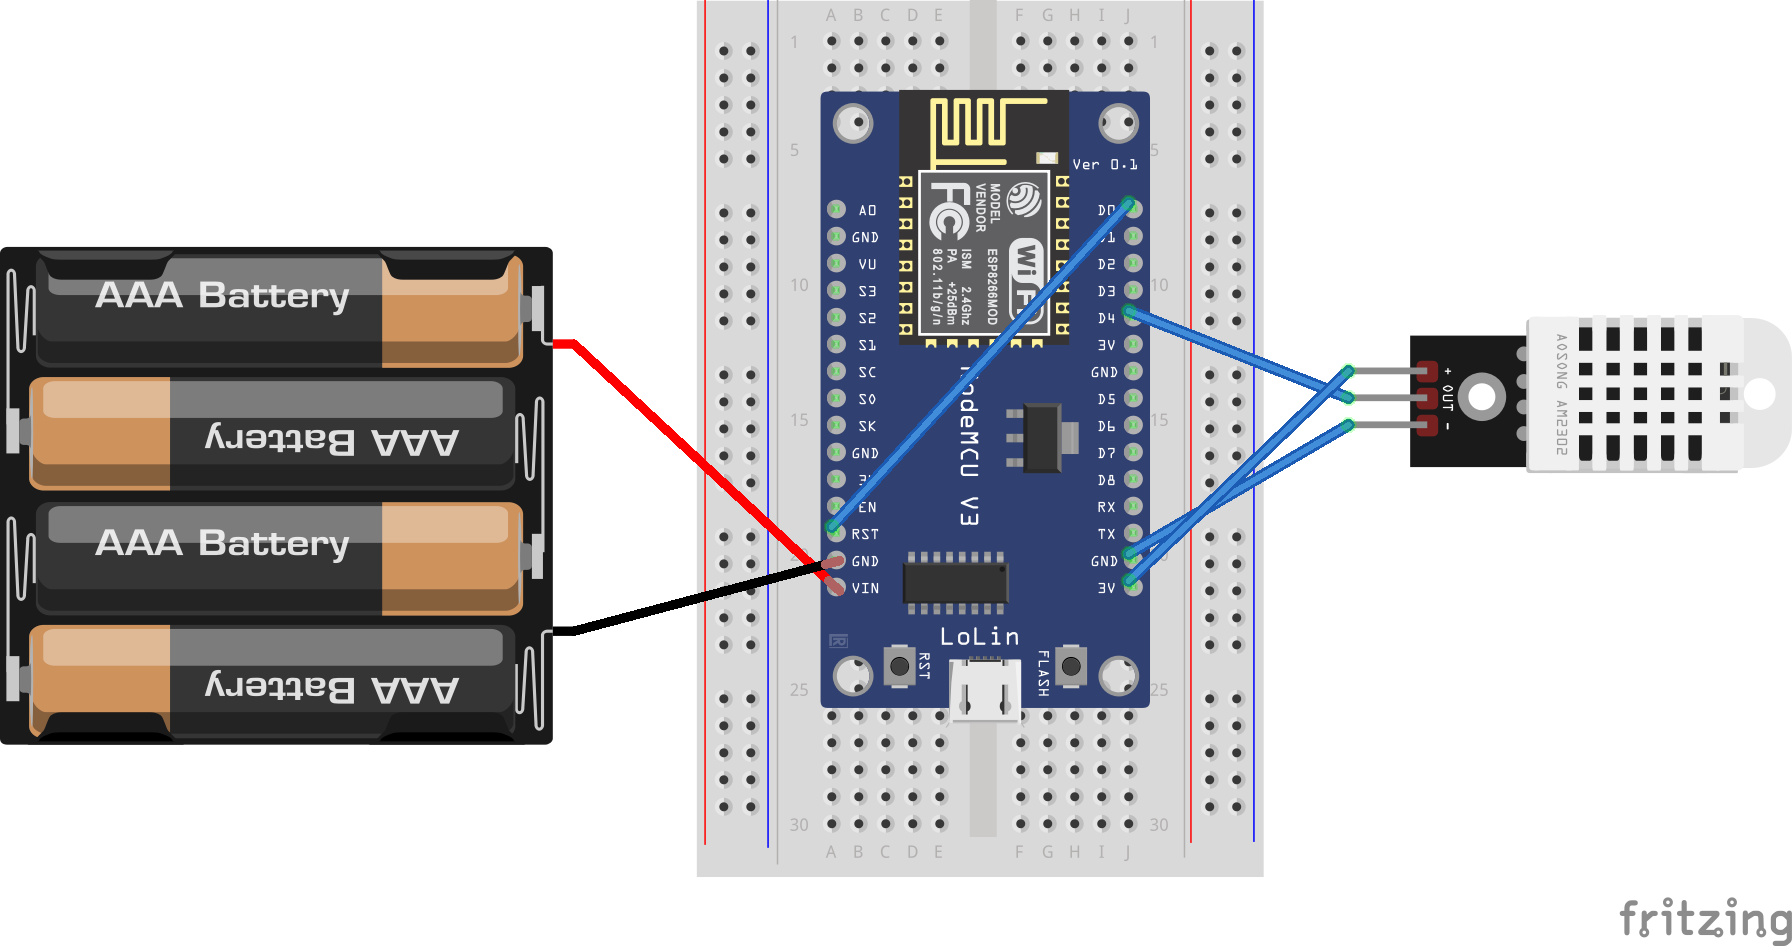 A B C D E F G H I J
1 1
5 5
10 10
15 15
20
25 25
30 30
A B C D E F G H I J
AAA Battery
AAA Battery
AAA Battery
AAA Battery
Ver 0.1
MODEL
VENDOR
ESP8266MOD
ISM 2.4GHz
PA +25dBm
802.11b/g/n
FC
WiFi
A0
GND
VU
S3
S2
S1
SC
S0
SK
GND
EN
RST
GND
VIN
D0
D1
D2
D3
D4
3V
GND
D5
D6
D7
D8
RX
TX
GND
3V
NodeMCU V3
LoLin
RST
FLASH
+
OUT
-
AOSONG AM2302
fritzing